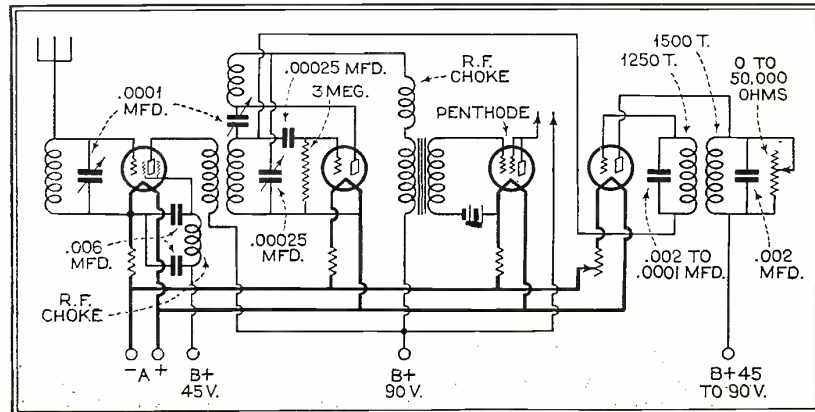 .0001
MFD.
.00025 MFD.
3 MEG.
R.F.
CHOKE
PENTHODE
1500 T.
1250 T.
0 TO
50,000
OHMS
.006
MFD.
R.F.
CHOKE
.00025
MFD.
.002 TO
.0001 MFD.
.002
MFD.
- A +
B+
45 V.
B+
90 V.
B+ 45
TO 90 V.